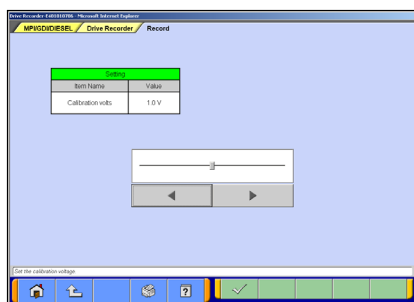 Drive Recorder-E401010706 - Microsoft Internet Explorer
MPI/GDI/DIESEL Drive Recorder Record
Setting
Item Name Value
Calibration volts 1.0 V
Set the calibration voltage.
?